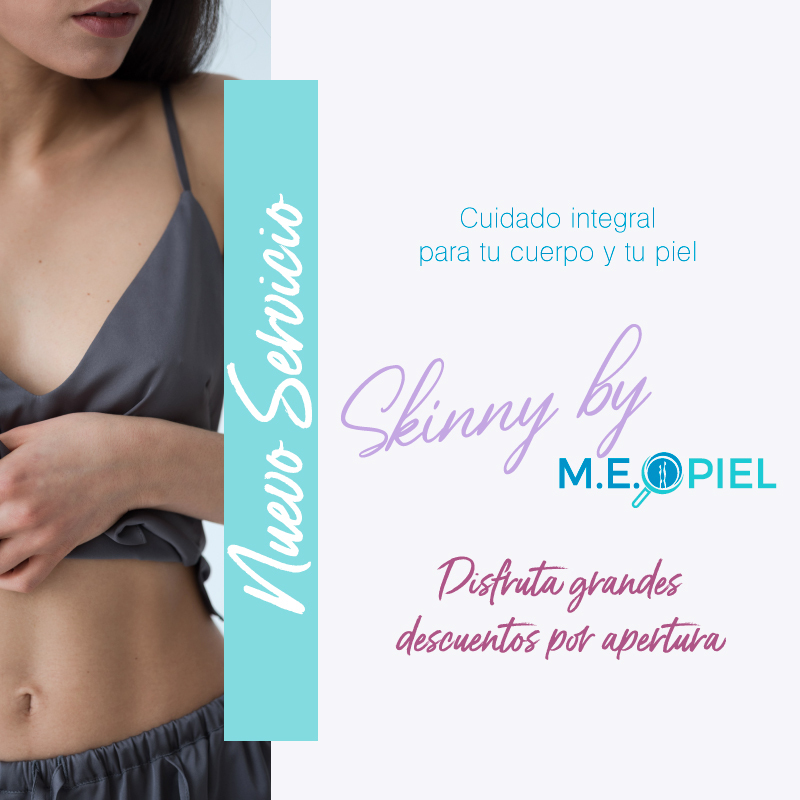 Nuevo Servicio
Cuidado integral
para tu cuerpo y tu piel
Skinny by
M.E. PIEL
Disfruta grandes
descuentos por apertura